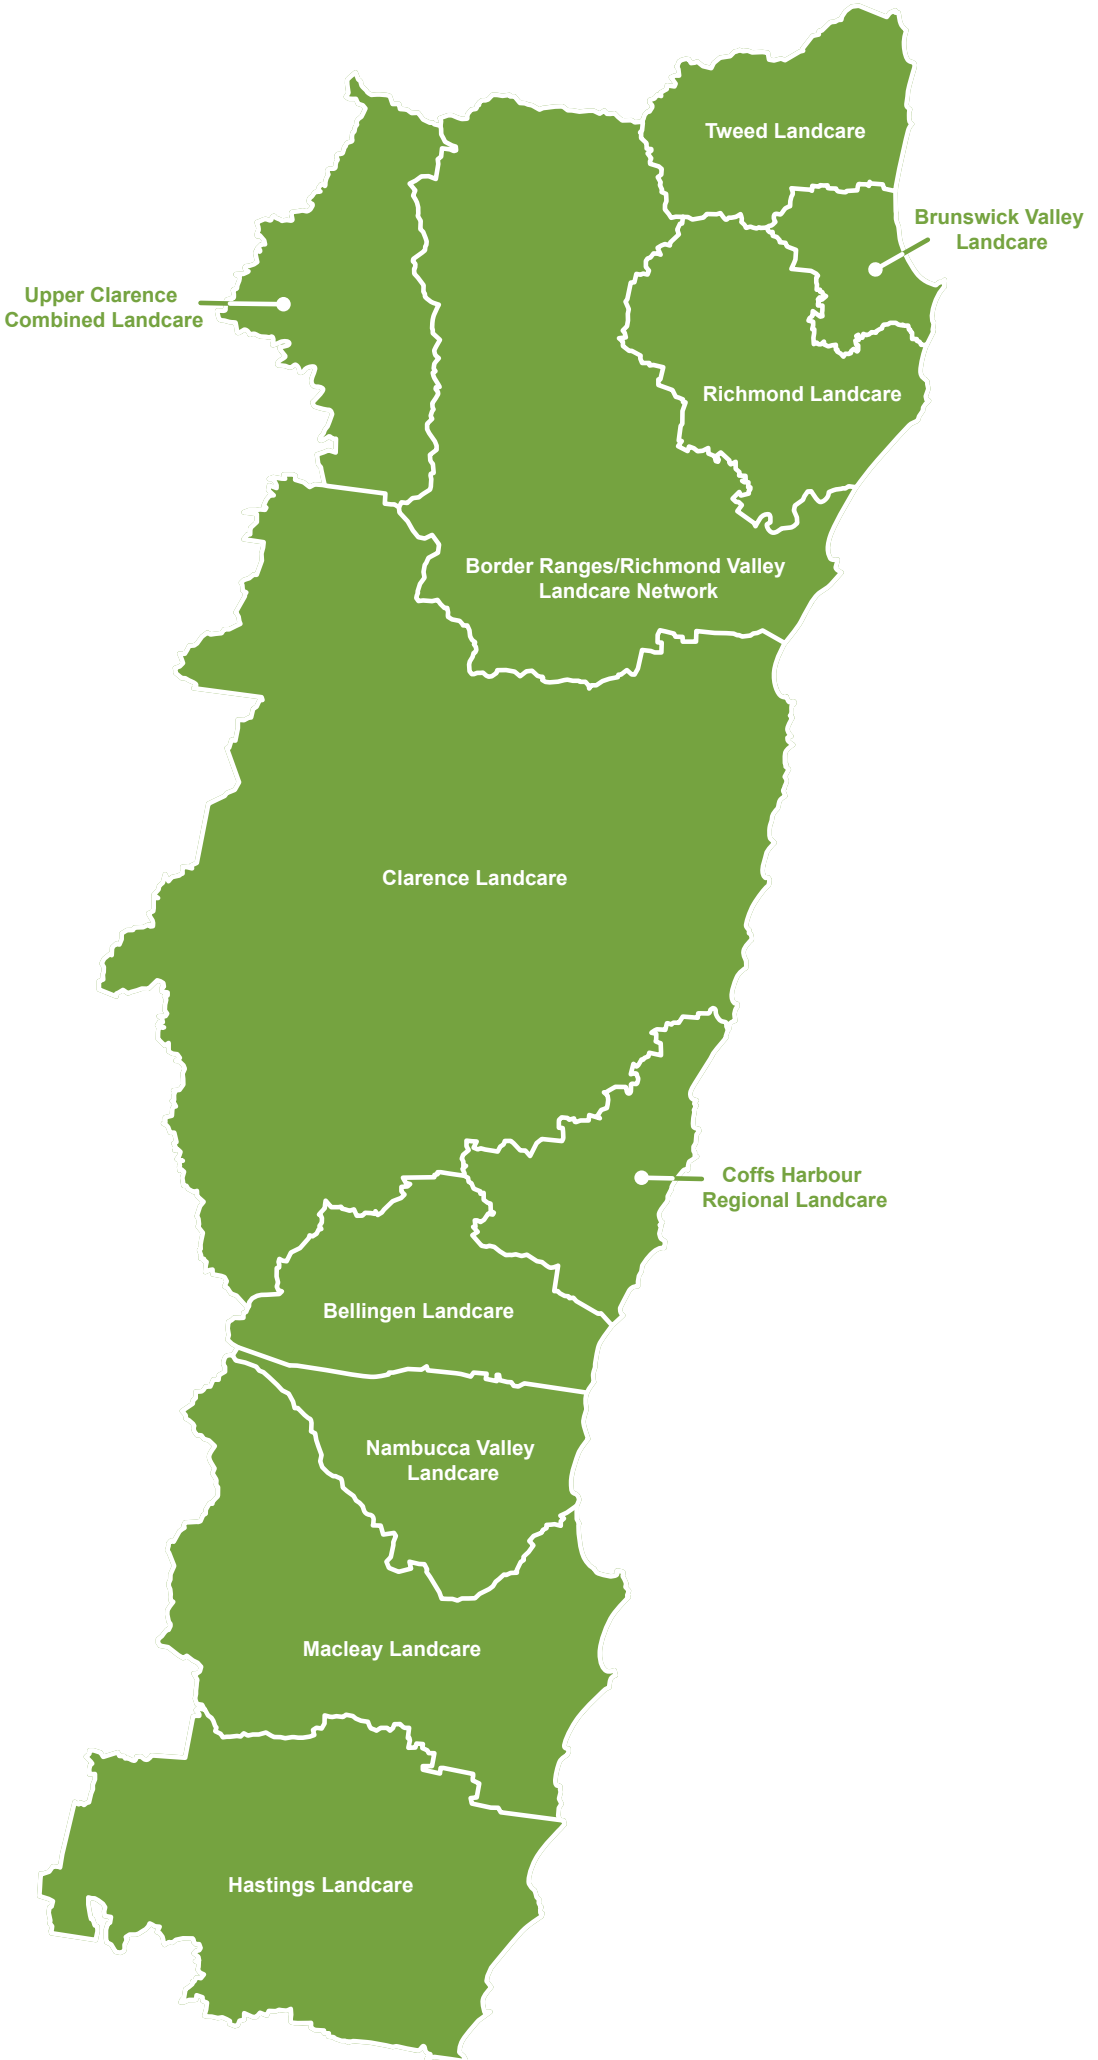 Tweed Landcare
Brunswick Valley
Landcare
Upper Clarence
Combined Landcare
Richmond Landcare
Border Ranges/Richmond Valley
Landcare Network
Clarence Landcare
Coffs Harbour
Regional Landcare
Bellingen Landcare
Nambucca Valley
Landcare
Macleay Landcare
Hastings Landcare